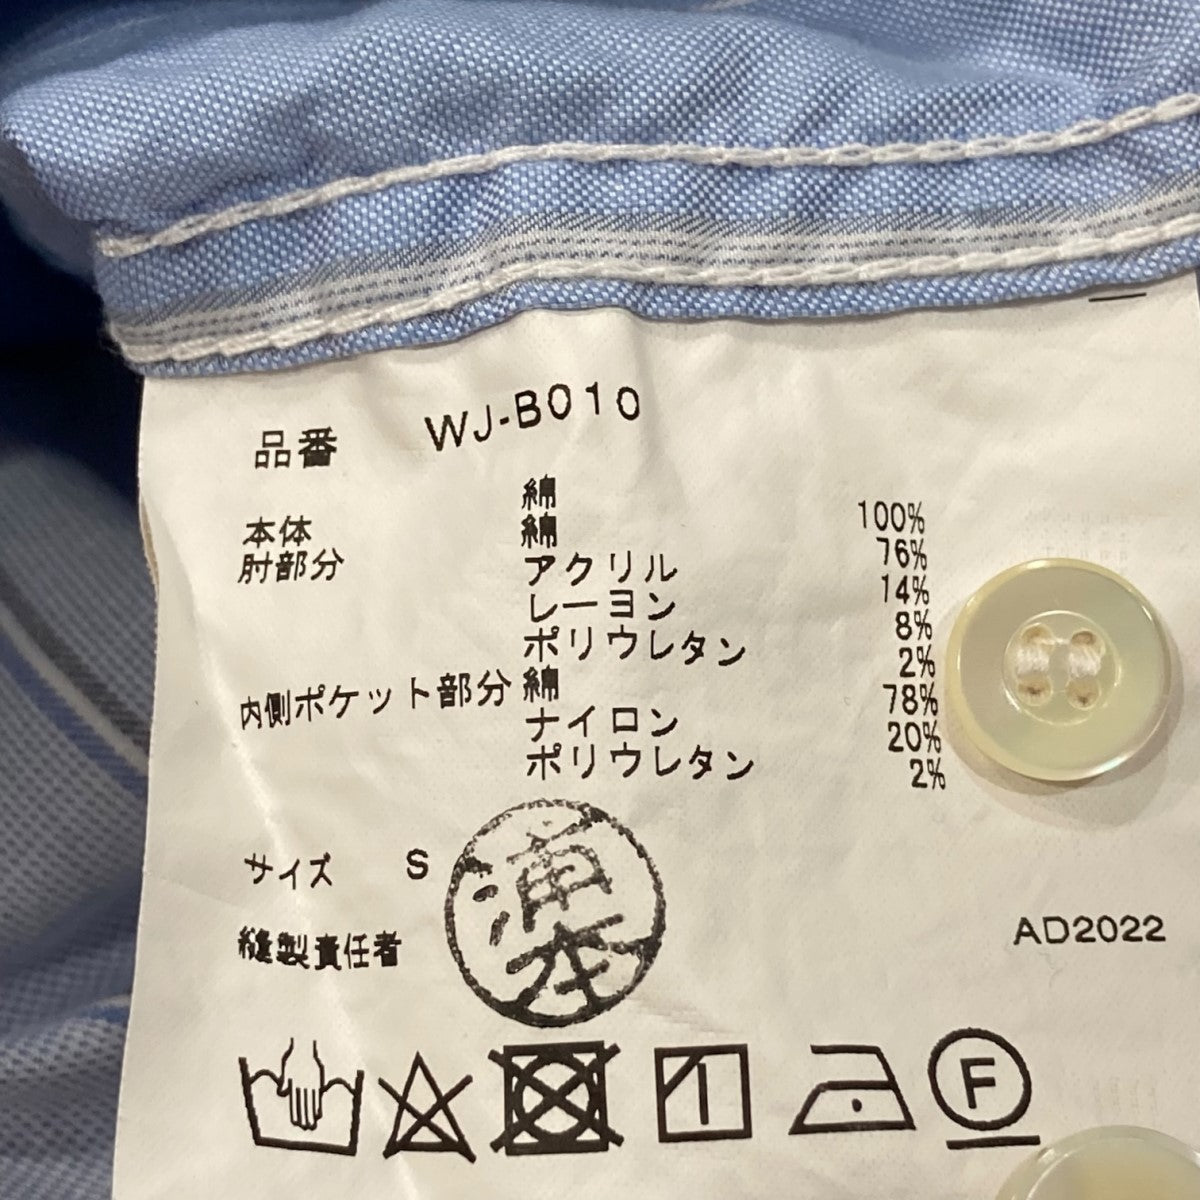 品番 WJ-B010
本体 綿 100%
肘部分 綿 76%
アクリル 14%
レーヨン 8%
ポリウレタン 2%
内側ポケット部分 綿 78%
ナイロン 20%
ポリウレタン 2%
サイズ S
縫製責任者
AD2022
F